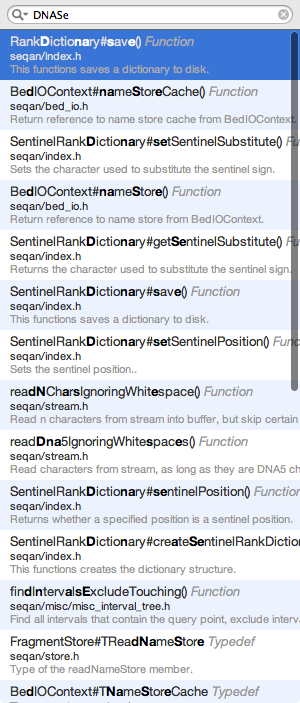 DNASe
RankDictionary#save() Function
seqan/index.h
This functions saves a dictionary to disk.
BedIOContext#nameStoreCache() Function
seqan/bed_io.h
Return reference to name store cache from BedIOContext.
SentinelRankDictionary#setSentinelSubstitute() Functio
seqan/index.h
Sets the character used to substitute the sentinel sign.
BedIOContext#nameStore() Function
seqan/bed_io.h
Return reference to name store from BedIOContext.
SentinelRankDictionary#getSentinelSubstitute() Functio
seqan/index.h
Returns the character used to substitute the sentinel sign.
SentinelRankDictionary#save() Function
seqan/index.h
This functions saves a dictionary to disk.
SentinelRankDictionary#setSentinelPosition() Function
seqan/index.h
Sets the sentinel position..
readNCharsIgnoringWhitespace() Function
seqan/stream.h
Read n characters from stream into buffer, but skip certain
readDna5IgnoringWhitespaces() Function
seqan/stream.h
Read characters from stream, as long as they are DNA5 ch
SentinelRankDictionary#sentinelPosition() Function
seqan/index.h
Returns whether a specified position is a sentinel position.
SentinelRankDictionary#createSentinelRankDictior
seqan/index.h
This functions creates the dictionary structure.
findIntervalsExcludeTouching() Function
seqan/misc/misc_interval_tree.h
Find all intervals that contain the query point, exclude interv
FragmentStore#TReadNameStore Typedef
seqan/store.h
Type of the readNameStore member.
BedIOContext#TNameStoreCache Typedef